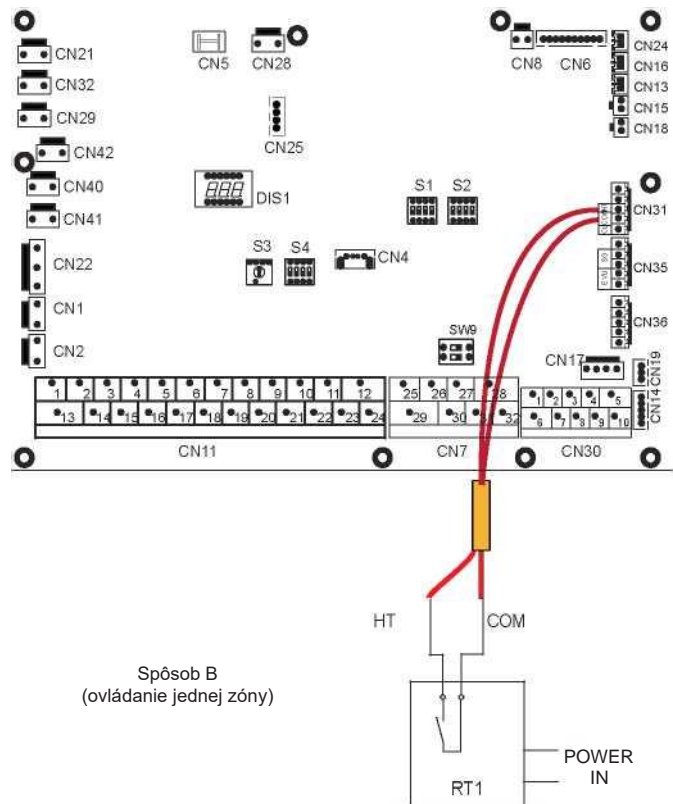 CN21
CN5
CN28
CN8
CN6
CN24
CN32
CN16
CN13
CN29
CN15
CN25
CN18
CN42
CN40
DIS1
S1
S2
CN31
CN41
CN22
S3
S4
CN4
EVU SG
CN35
CN1
CN36
CN2
SW9
CN17
CN19
1 2 3 4 5 6 7 8 9 10 11 12
25 26 27 28
1 2 3 4 5
CN14
13 14 15 16 17 18 19 20 21 22 23 24
29 30 31 32
6 7 8 9 10
CN11
CN7
CN30
HT
COM
Spôsob B
(ovládanie jednej zóny)
POWER
IN
RT1